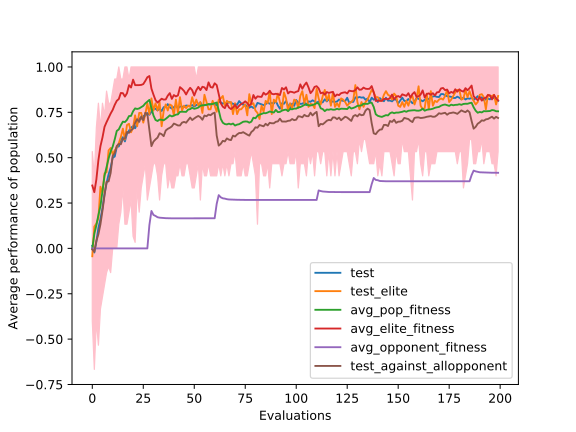 1.00
0.75
0.50
0.25
0.00
−0.25
−0.50
−0.75
Average performance of population
0 25 50 75 100 125 150 175 200
Evaluations
test
test_elite
avg_pop_fitness
avg_elite_fitness
avg_opponent_fitness
test_against_allopponent